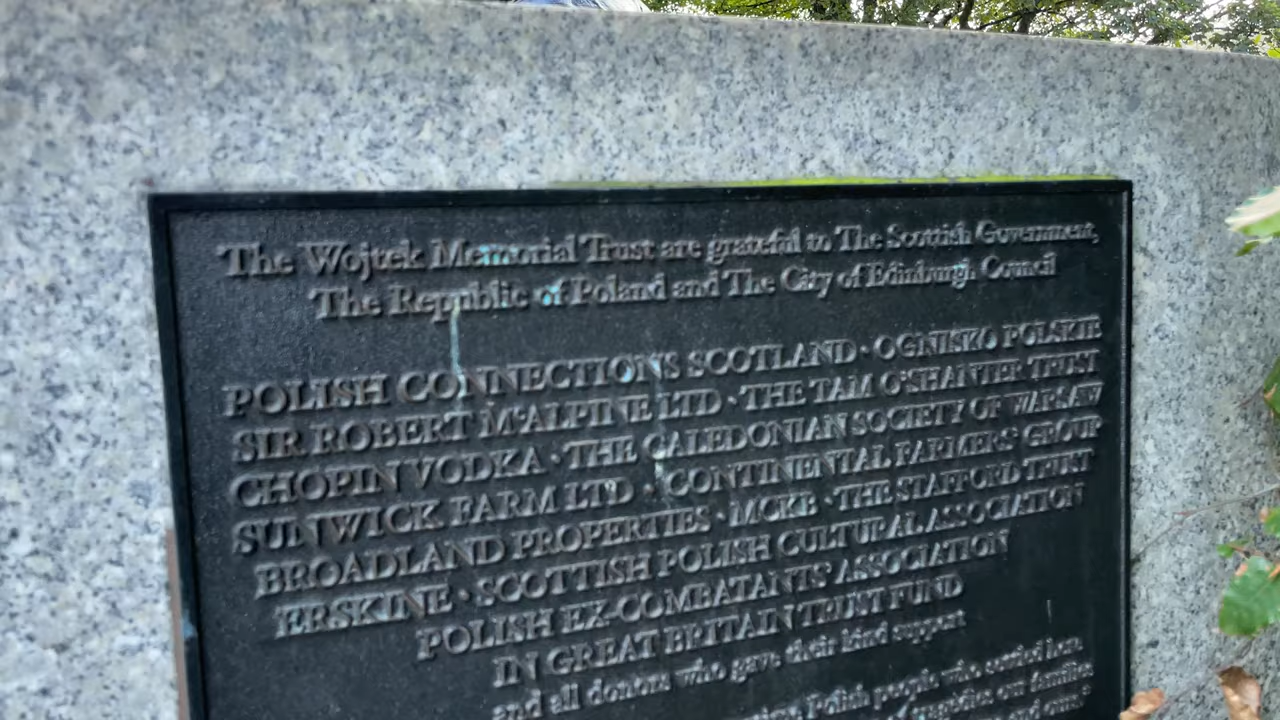 The Wojtek Memorial Trust are grateful to The Scottish Government,
The Republic of Poland and The City of Edinburgh Council
POLISH CONNECTIONS SCOTLAND · OGNISKO POLSKIE
SIR ROBERT McALPINE LTD · THE TAM O'SHANTER TRUST
CHOPIN VODKA · THE CALEDONIAN SOCIETY OF WARSAW
SUNWICK FARM LTD · CONTINENTAL FARMERS' GROUP
BROADLAND PROPERTIES · MCKB · THE STAFFORD TRUST
ERSKINE · SCOTTISH POLISH CULTURAL ASSOCIATION
POLISH EX-COMBATANTS' ASSOCIATION
IN GREAT BRITAIN TRUST FUND
and all donors who gave their kind support
Polish people who settled here
tragedies our families